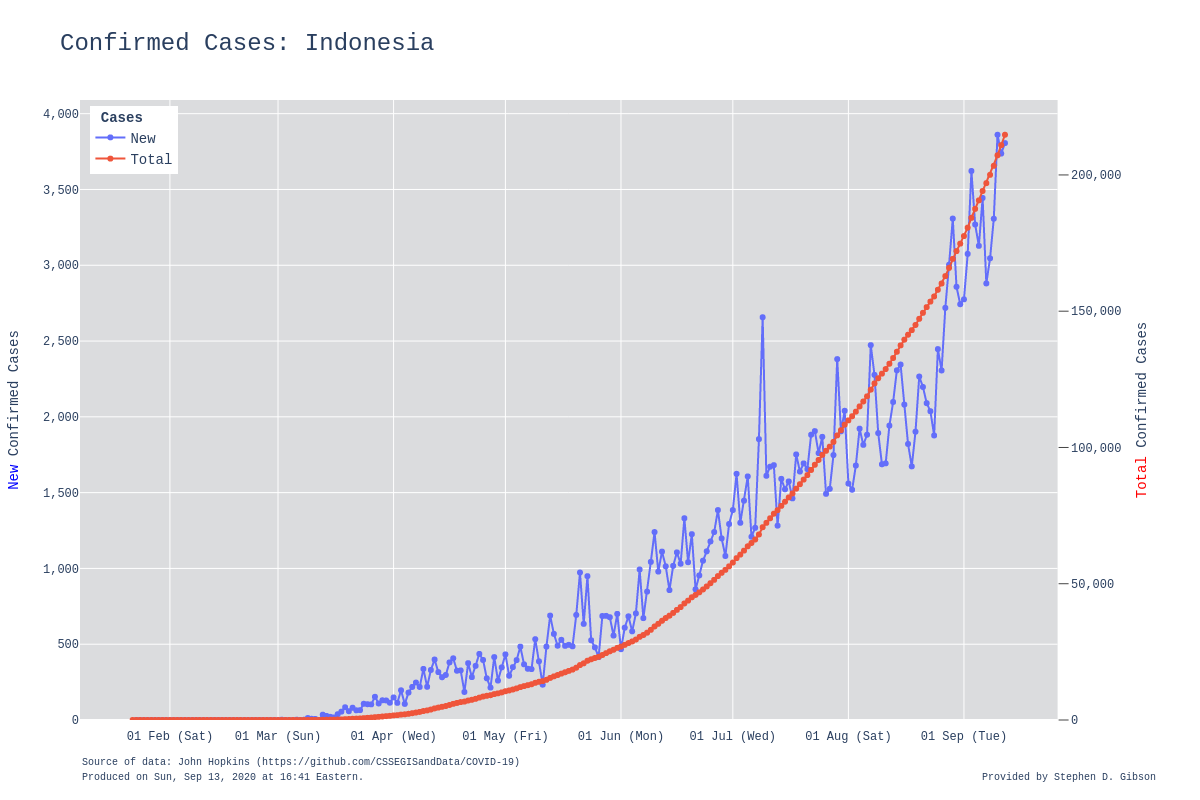 Confirmed Cases: Indonesia
Cases
New
Total
4,000
3,500
3,000
2,500
2,000
1,500
1,000
500
0
New Confirmed Cases
200,000
150,000
100,000
50,000
0
Total Confirmed Cases
01 Feb (Sat) 01 Mar (Sun) 01 Apr (Wed) 01 May (Fri) 01 Jun (Mon) 01 Jul (Wed) 01 Aug (Sat) 01 Sep (Tue)
Source of data: John Hopkins (https://github.com/CSSEGISandData/COVID-19)
Produced on Sun, Sep 13, 2020 at 16:41 Eastern.
Provided by Stephen D. Gibson